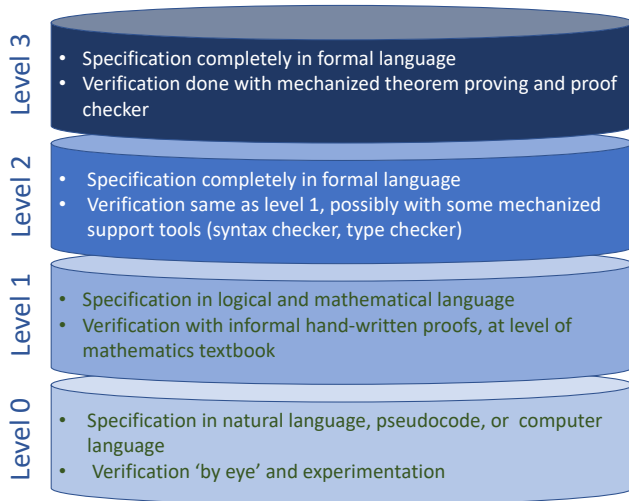 Level 3
• Specification completely in formal language
• Verification done with mechanized theorem proving and proof
checker
Level 2
• Specification completely in formal language
• Verification same as level 1, possibly with some mechanized
support tools (syntax checker, type checker)
Level 1
• Specification in logical and mathematical language
• Verification with informal hand-written proofs, at level of
mathematics textbook
Level 0
• Specification in natural language, pseudocode, or computer
language
• Verification ‘by eye’ and experimentation